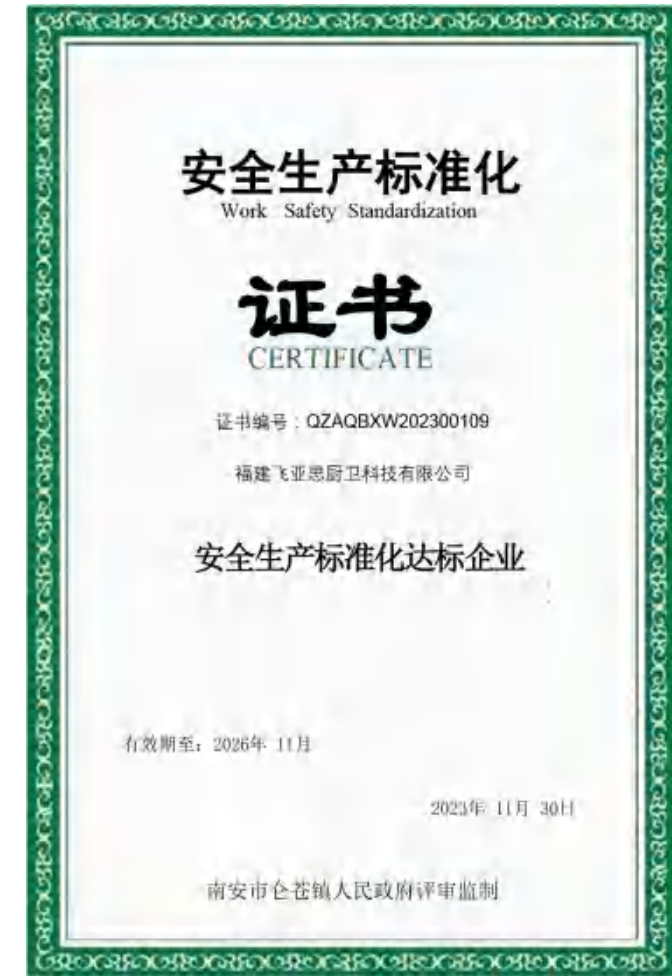 安全生产标准化
Work Safety Standardization
证书
CERTIFICATE
证书编号：QZAQBXW202300109
福建飞亚思厨卫科技有限公司
安全生产标准化达标企业
有效期至：2026年 11月
2023年 11月 30日
南安市仑苍镇人民政府评审监制